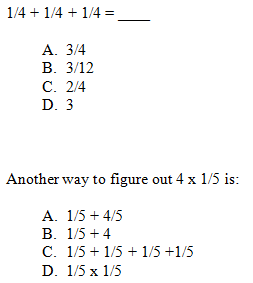 1/4 + 1/4 + 1/4 = ____
A. 3/4
B. 3/12
C. 2/4
D. 3
Another way to figure out 4 x 1/5 is:
A. 1/5 + 4/5
B. 1/5 + 4
C. 1/5 + 1/5 + 1/5 +1/5
D. 1/5 x 1/5